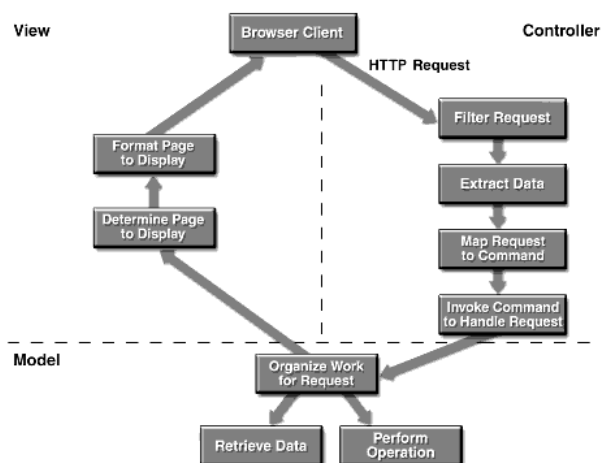 View
Browser Client
Controller
HTTP Request
Filter Request
Format Page
to Display
Extract Data
Determine Page
to Display
Map Request
to Command
Invoke Command
to Handle Request
Model
Organize Work
for Request
Retrieve Data
Perform
Operation